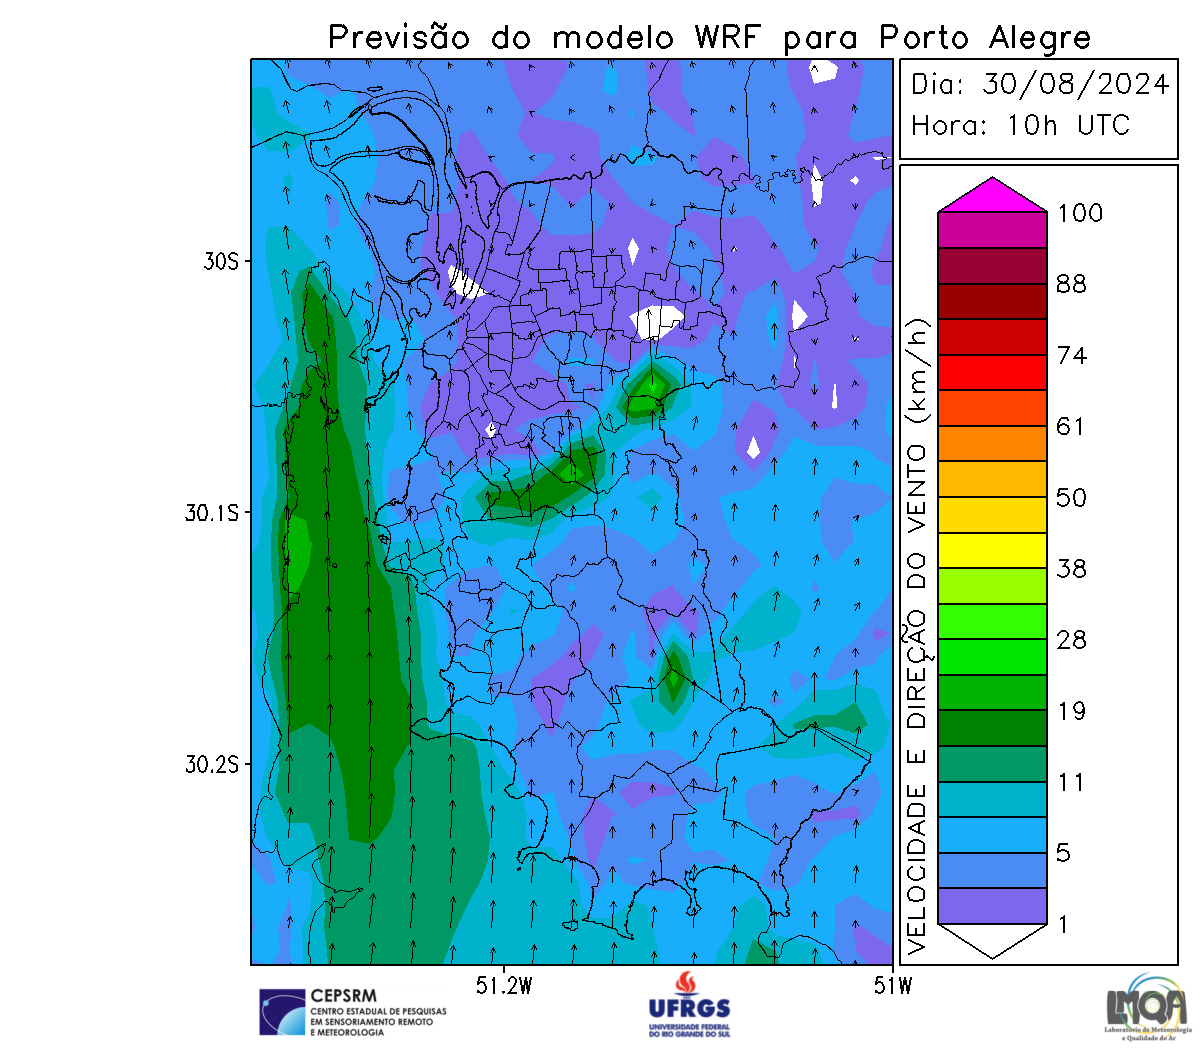 Previsão do modelo WRF para Porto Alegre
Dia: 30/08/2024
Hora: 10h UTC
30S
30.1S
30.2S
51.2W
51W
VELOCIDADE E DIREÇÃO DO VENTO (km/h)
100
88
74
61
50
38
28
19
11
5
1
CEPSRM
CENTRO ESTADUAL DE PESQUISAS
EM SENSORIAMENTO REMOTO
E METEOROLOGIA
UFRGS
UNIVERSIDADE FEDERAL
DO RIO GRANDE DO SUL
LMQA
Laboratório de Meteorologia
e Qualidade do Ar